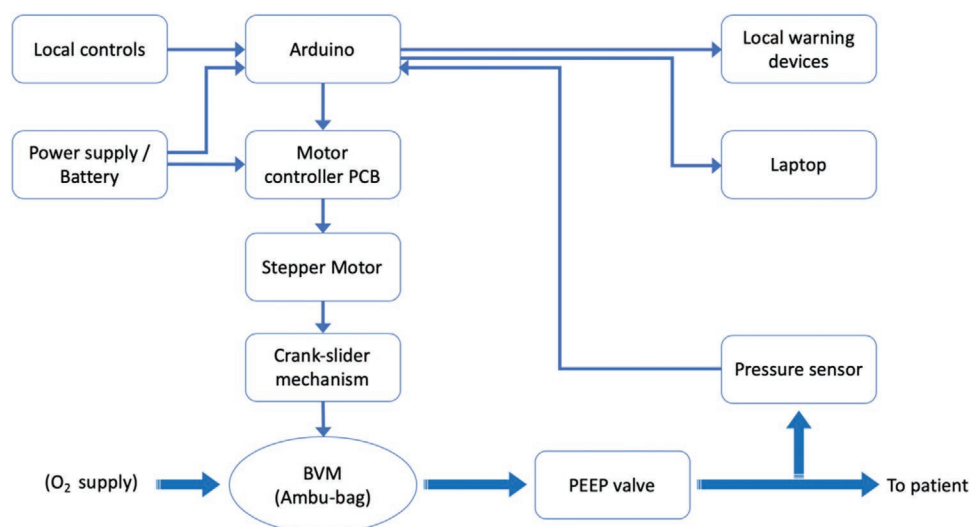 Local controls
Arduino
Local warning
devices
Power supply /
Battery
Motor
controller PCB
Laptop
Stepper Motor
Crank-slider
mechanism
Pressure sensor
(O₂ supply)
BVM
(Ambu-bag)
PEEP valve
To patient